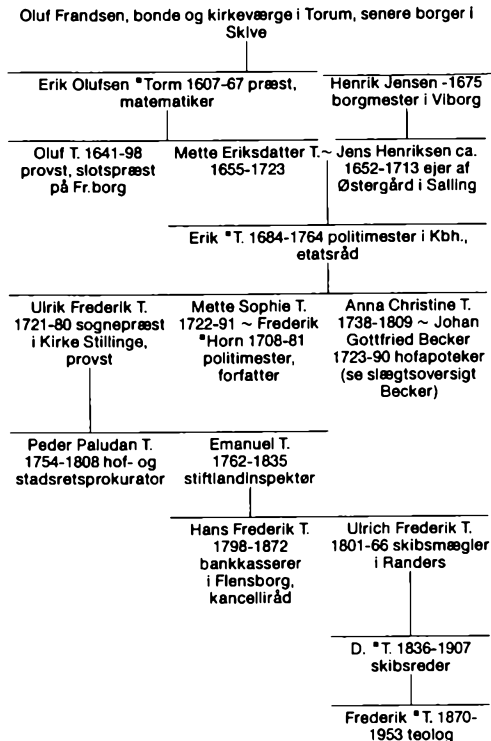 Oluf Frandsen, bonde og kirkeværge i Torum, senere borger i
Skive
Erik Olufsen *Torm 1607-67 præst,
matematiker
Henrik Jensen -1675
borgmester i Viborg
Oluf T. 1641-98
provst, slotspræst
på Fr.borg
Mette Eriksdatter T.~
1655-1723
Jens Henriksen ca.
1652-1713 ejer af
Østergård i Salling
Erik *T. 1684-1764 politimester i Kbh.,
etatsråd
Ulrik Frederik T.
1721-80 sognepræst
i Kirke Stillinge,
provst
Mette Sophie T.
1722-91 ~ Frederik
*Horn 1708-81
politimester,
forfatter
Anna Christine T.
1738-1809 ~ Johan
Gottfried Becker
1723-90 hofapoteker
(se slægtsoversigt
Becker)
Peder Paludan T.
1754-1808 hof- og
stadsretsprokurator
Emanuel T.
1762-1835
stiftlandinspektør
Hans Frederik T.
1798-1872
bankkasserer
i Flensborg,
kancelliråd
Ulrich Frederik T.
1801-66 skibsmægler
i Randers
D. *T. 1836-1907
skibsreder
Frederik *T. 1870-
1953 teolog